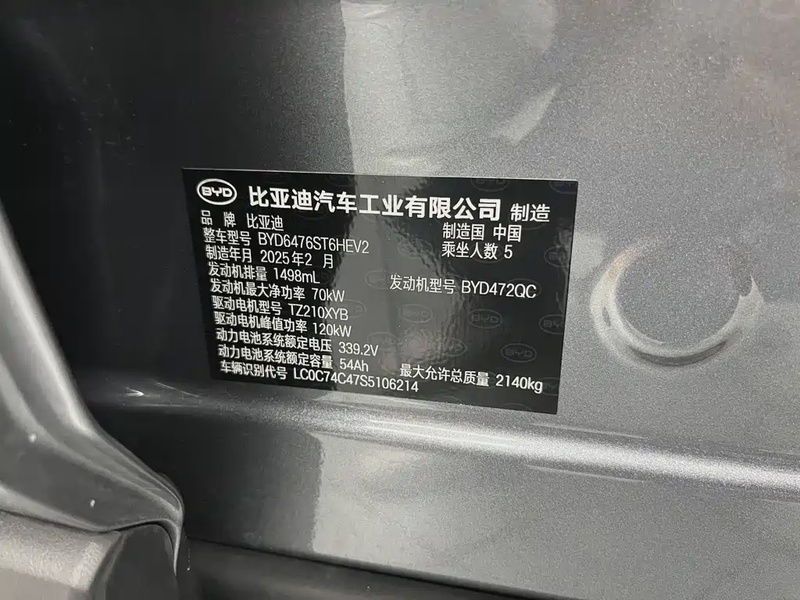 BYD 比亚迪汽车工业有限公司 制造
品 牌 比亚迪 制造国 中国
整车型号 BYD6476ST6HEV2 乘坐人数 5
制造年月 2025年2 月
发动机排量 1498mL 发动机型号 BYD472QC
发动机最大净功率 70kW
驱动电机型号 TZ210XYB
驱动电机峰值功率 120kW
动力电池系统额定电压 339.2V
动力电池系统额定容量 54Ah 最大允许总质量 2140kg
车辆识别代号 LC0C74C47S5106214